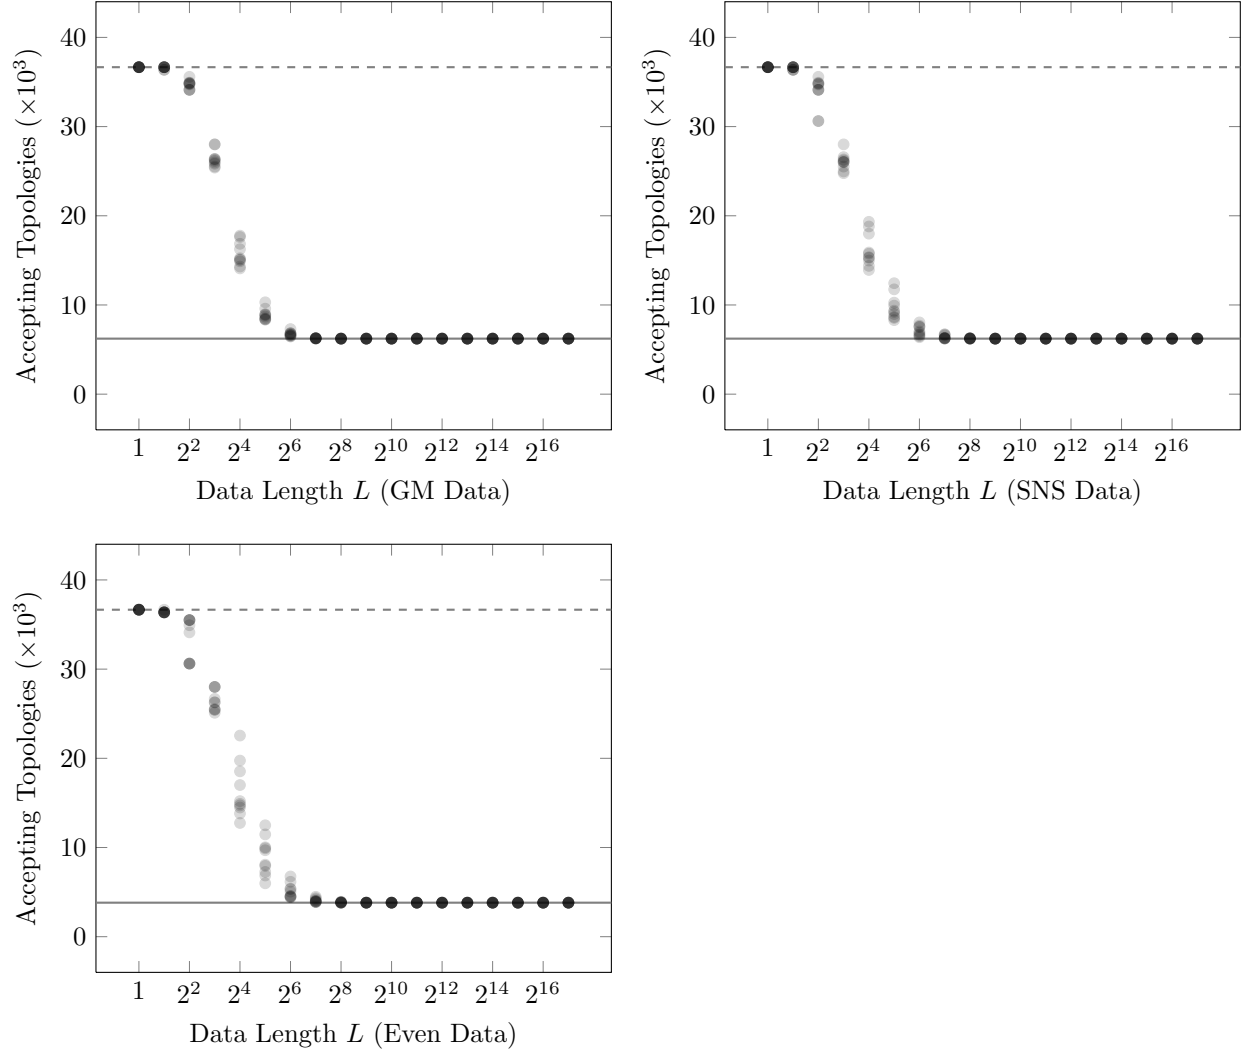 40
30
20
10
0
Accepting Topologies (×10³)
1 2² 2⁴ 2⁶ 2⁸ 2¹⁰ 2¹² 2¹⁴ 2¹⁶
Data Length L (GM Data)
40
30
20
10
0
Accepting Topologies (×10³)
1 2² 2⁴ 2⁶ 2⁸ 2¹⁰ 2¹² 2¹⁴ 2¹⁶
Data Length L (SNS Data)
40
30
20
10
0
Accepting Topologies (×10³)
1 2² 2⁴ 2⁶ 2⁸ 2¹⁰ 2¹² 2¹⁴ 2¹⁶
Data Length L (Even Data)